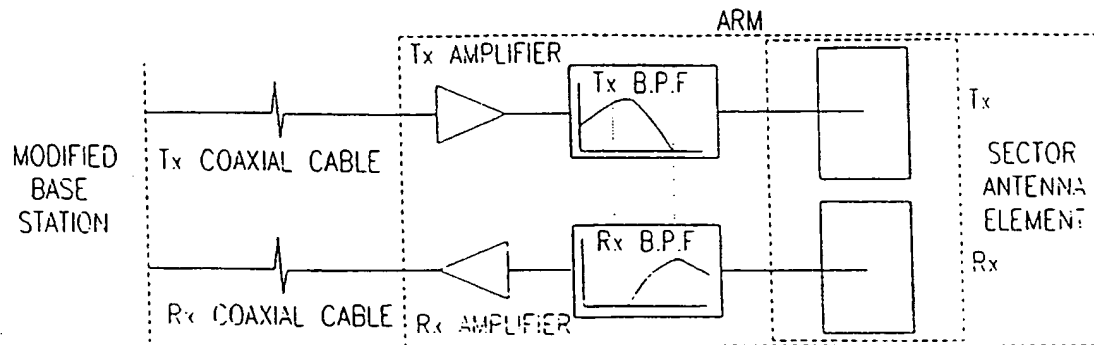 ARM
Tx AMPLIFIER
Tx B.P.F
Tx
Tx COAXIAL CABLE
MODIFIED
BASE
STATION
SECTOR
ANTENNA
ELEMENT
Rx B.P.F
Rx
Rx COAXIAL CABLE
Rx AMPLIFIER